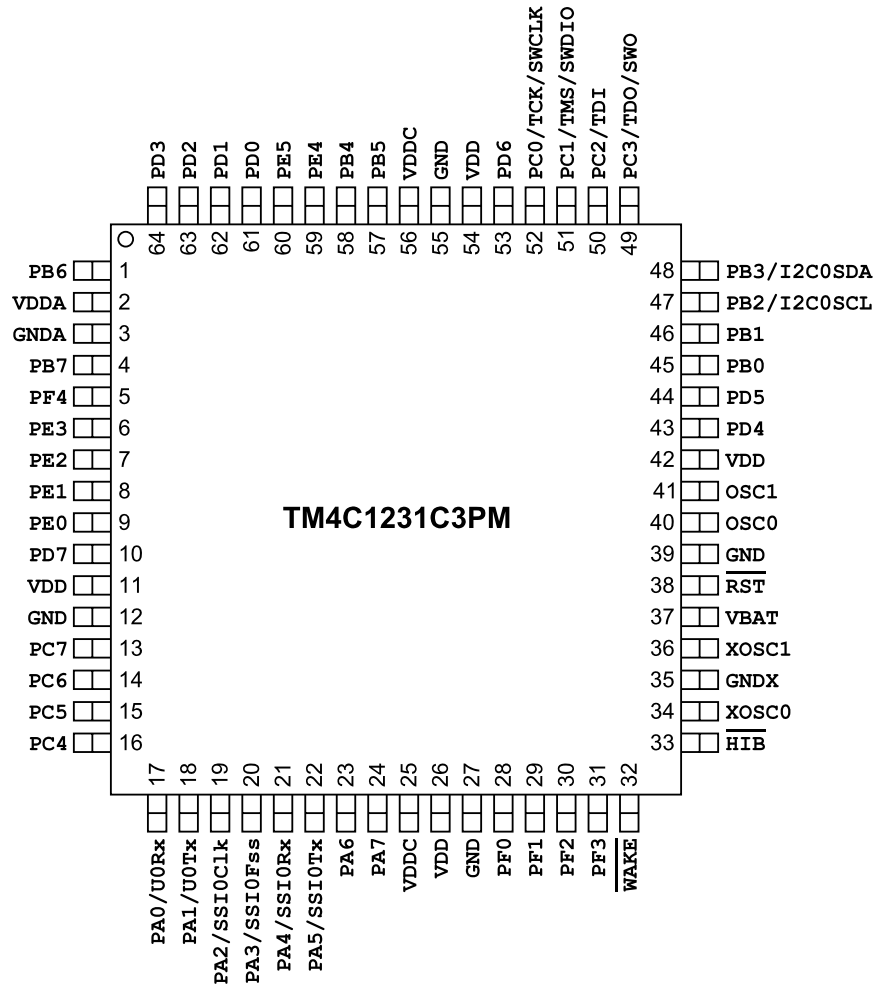 PD3
PD2
PD1
PD0
PE5
PE4
PB4
PB5
VDDC
GND
VDD
PD6
PC0/TCK/SWCLK
PC1/TMS/SWDIO
PC2/TDI
PC3/TDO/SWO
64
63
62
61
60
59
58
57
56
55
54
53
52
51
50
49
PB6 1
VDDA 2
GNDA 3
PB7 4
PF4 5
PE3 6
PE2 7
PE1 8
PE0 9
PD7 10
VDD 11
GND 12
PC7 13
PC6 14
PC5 15
PC4 16
TM4C1231C3PM
48 PB3/I2C0SDA
47 PB2/I2C0SCL
46 PB1
45 PB0
44 PD5
43 PD4
42 VDD
41 OSC1
40 OSC0
39 GND
38 RST
37 VBAT
36 XOSC1
35 GNDX
34 XOSC0
33 HIB
17
18
19
20
21
22
23
24
25
26
27
28
29
30
31
32
PA0/U0Rx
PA1/U0Tx
PA2/SSI0Clk
PA3/SSI0Fss
PA4/SSI0Rx
PA5/SSI0Tx
PA6
PA7
VDDC
VDD
GND
PF0
PF1
PF2
PF3
WAKE